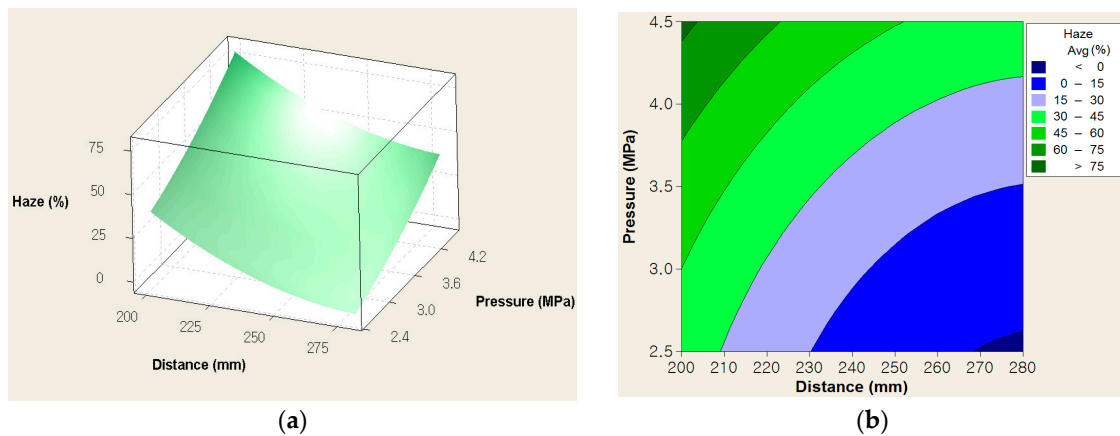 75
50
Haze (%)
25
0
200
225
250
275
Distance (mm)
2.4
3.0
3.6
4.2
Pressure (MPa)
(a)
4.5
4.0
3.5
3.0
2.5
Pressure (MPa)
200 210 220 230 240 250 260 270 280
Distance (mm)
Haze
Avg (%)
< 0
0 – 15
15 – 30
30 – 45
45 – 60
60 – 75
> 75
(b)